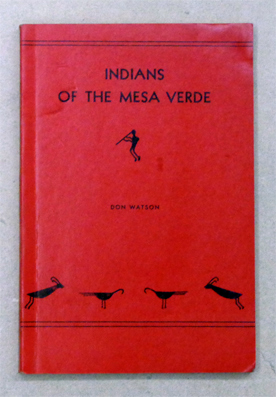 INDIANS
OF THE MESA VERDE
DON WATSON